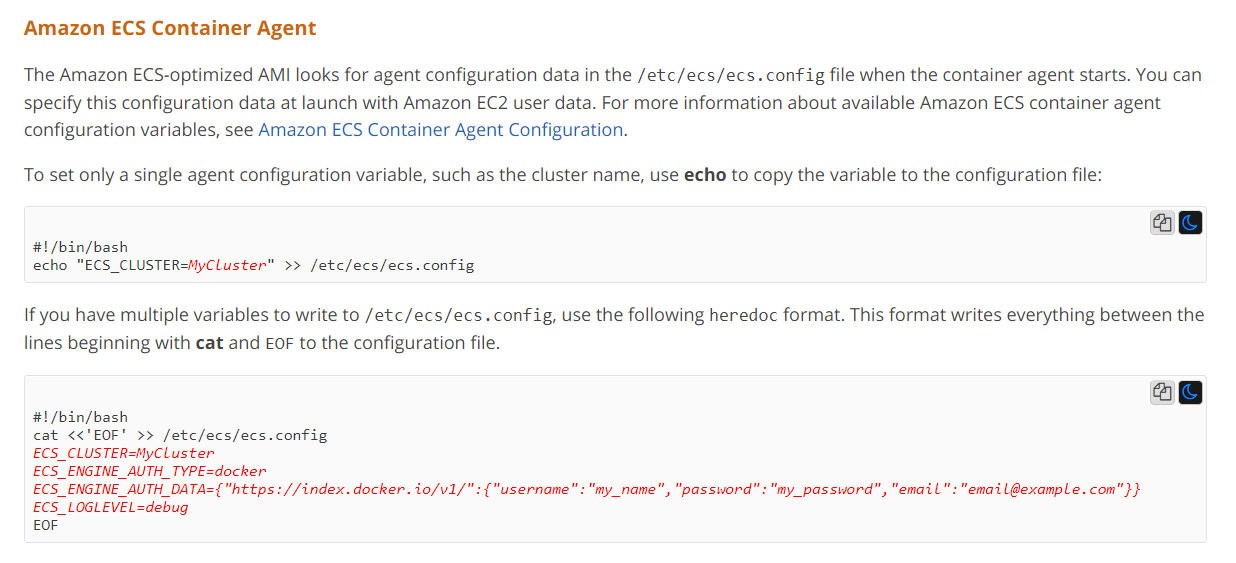 Amazon ECS Container Agent
The Amazon ECS-optimized AMI looks for agent configuration data in the /etc/ecs/ecs.config file when the container agent starts. You can
specify this configuration data at launch with Amazon EC2 user data. For more information about available Amazon ECS container agent
configuration variables, see Amazon ECS Container Agent Configuration.
To set only a single agent configuration variable, such as the cluster name, use echo to copy the variable to the configuration file:
#!/bin/bash
echo "ECS_CLUSTER=MyCluster" >> /etc/ecs/ecs.config
If you have multiple variables to write to /etc/ecs/ecs.config, use the following heredoc format. This format writes everything between the
lines beginning with cat and EOF to the configuration file.
#!/bin/bash
cat <<'EOF' >> /etc/ecs/ecs.config
ECS_CLUSTER=MyCluster
ECS_ENGINE_AUTH_TYPE=docker
ECS_ENGINE_AUTH_DATA={"https://index.docker.io/v1/":{"username":"my_name","password":"my_password","email":"email@example.com"}}
ECS_LOGLEVEL=debug
EOF